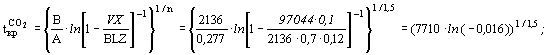 t_кр^{CO_2} = {B/A · ln[1 − VX/BLZ]^{−1}}^{1/n} = {2136/0,277 · ln[1 − 97044·0,1/2136·0,7·0,12]^{−1}}^{1/1,5} = (7710 · ln(−0,016))^{1/1,5} ;